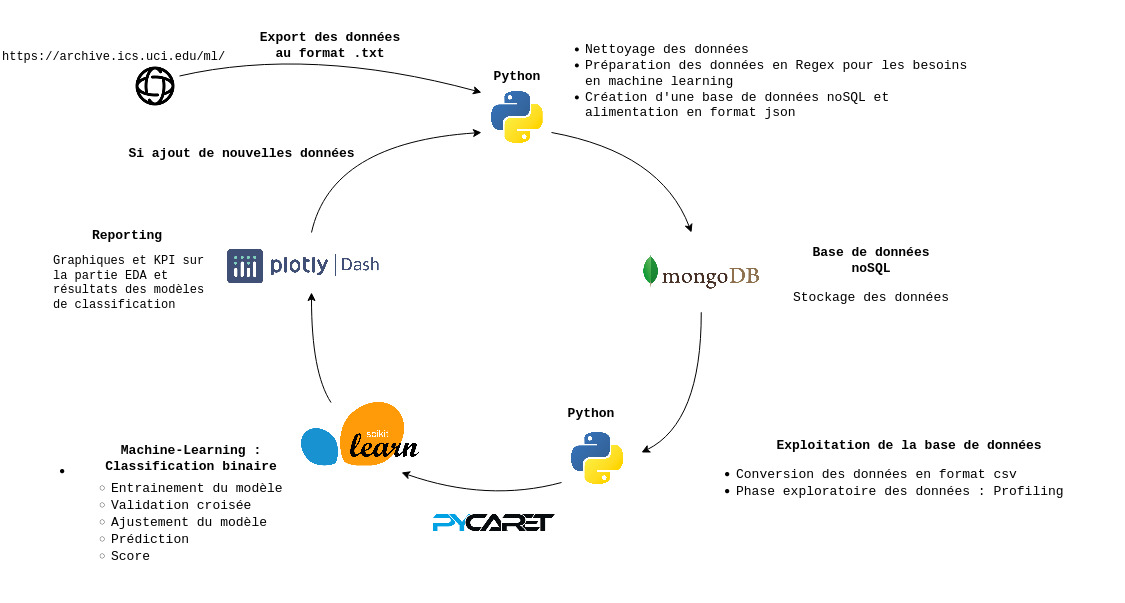 https://archive.ics.uci.edu/ml/
Export des données
au format .txt
Python
• Nettoyage des données
• Préparation des données en Regex pour les besoins
en machine learning
• Création d'une base de données noSQL et
alimentation en format json
Si ajout de nouvelles données
Reporting
Graphiques et KPI sur
la partie EDA et
résultats des modèles
de classification
plotly | Dash
mongoDB
Base de données
noSQL
Stockage des données
Python
Exploitation de la base de données
• Conversion des données en format csv
• Phase exploratoire des données : Profiling
scikit
learn
PYCARET
Machine-Learning :
Classification binaire
○ Entrainement du modèle
○ Validation croisée
○ Ajustement du modèle
○ Prédiction
○ Score